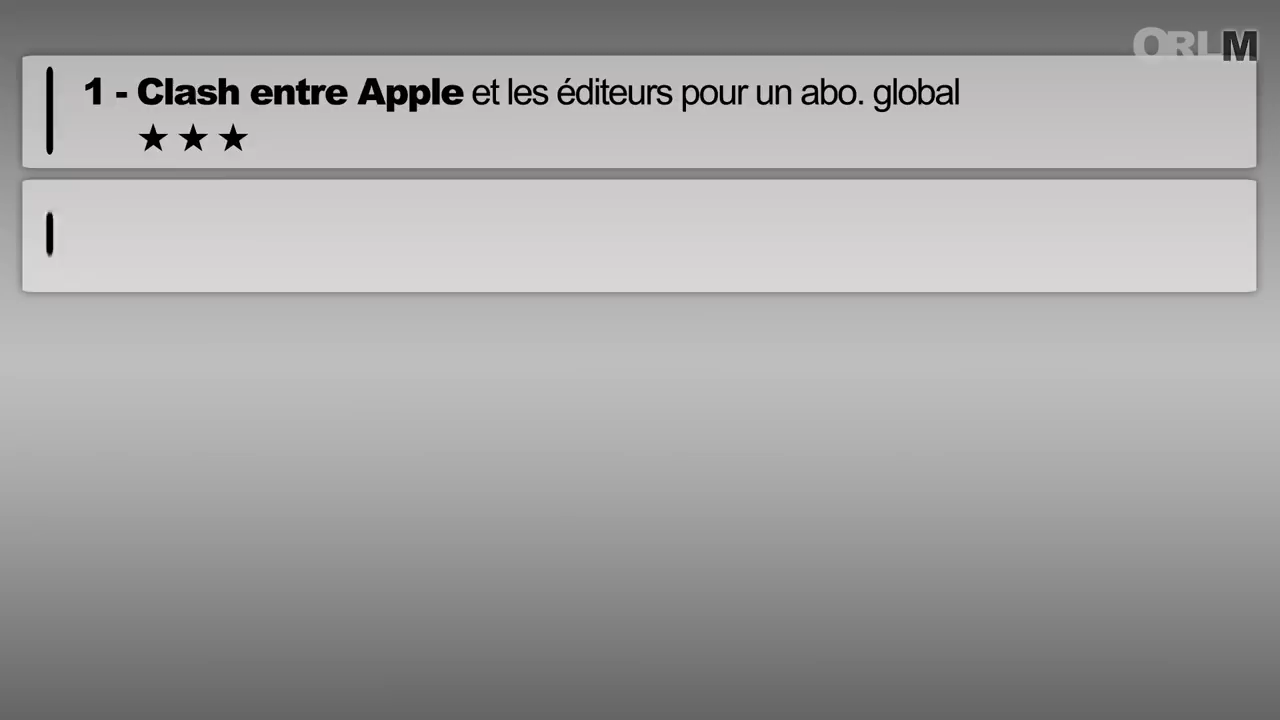 ORLM
1 - Clash entre Apple et les éditeurs pour un abo. global
★ ★ ★